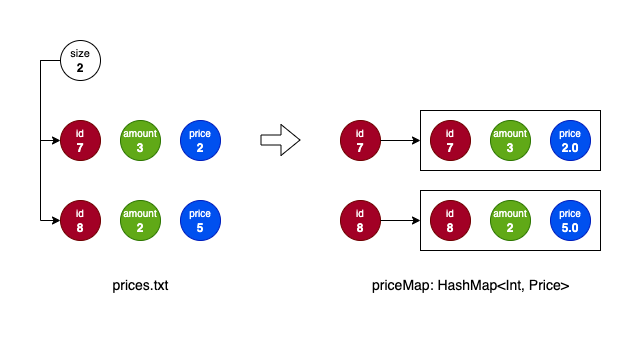 size
2
id
7
amount
3
price
2
id
7
id
7
amount
3
price
2.0
id
8
amount
2
price
5
id
8
id
8
amount
2
price
5.0
prices.txt
priceMap: HashMap<Int, Price>